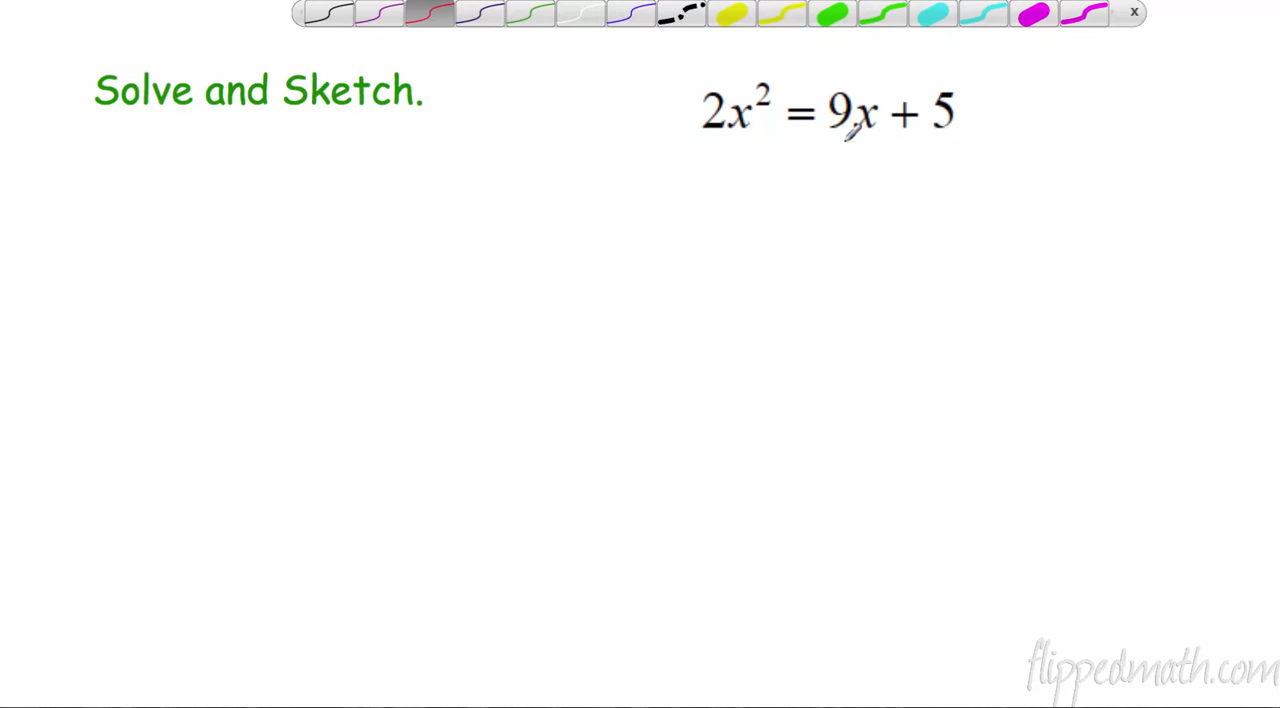 x
Solve and Sketch.
2x² = 9x + 5
flippedmath.com